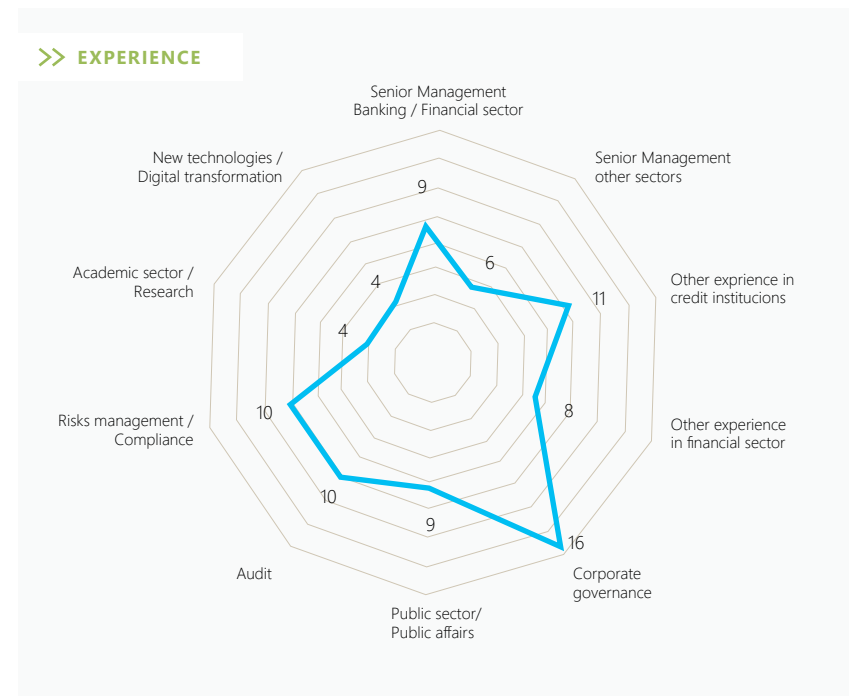 >> EXPERIENCE
Senior Management
Banking / Financial sector
New technologies /
Digital transformation
Senior Management
other sectors
9
6
4
Academic sector /
Research
Other exprience in
credit institucions
11
4
Risks management /
Compliance
10
8
Other experience
in financial sector
10
9
16
Audit
Corporate
governance
Public sector/
Public affairs